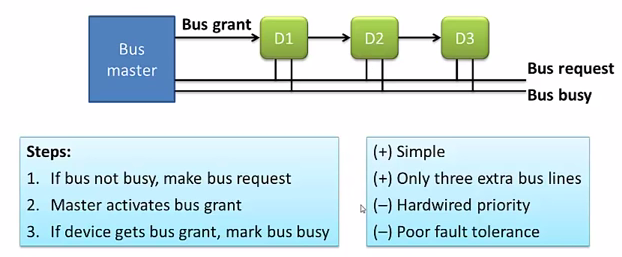 Bus grant
Bus
master
D1
D2
D3
Bus request
Bus busy
Steps:
1. If bus not busy, make bus request
2. Master activates bus grant
3. If device gets bus grant, mark bus busy
(+) Simple
(+) Only three extra bus lines
(–) Hardwired priority
(–) Poor fault tolerance